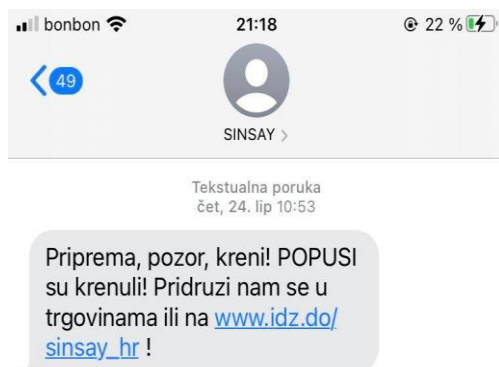 bonbon 21:18 22 %
49
SINSAY >
Tekstualna poruka
čet, 24. lip 10:53
Priprema, pozor, kreni! POPUSI
su krenuli! Pridruzi nam se u
trgovinama ili na www.idz.do/
sinsay_hr !